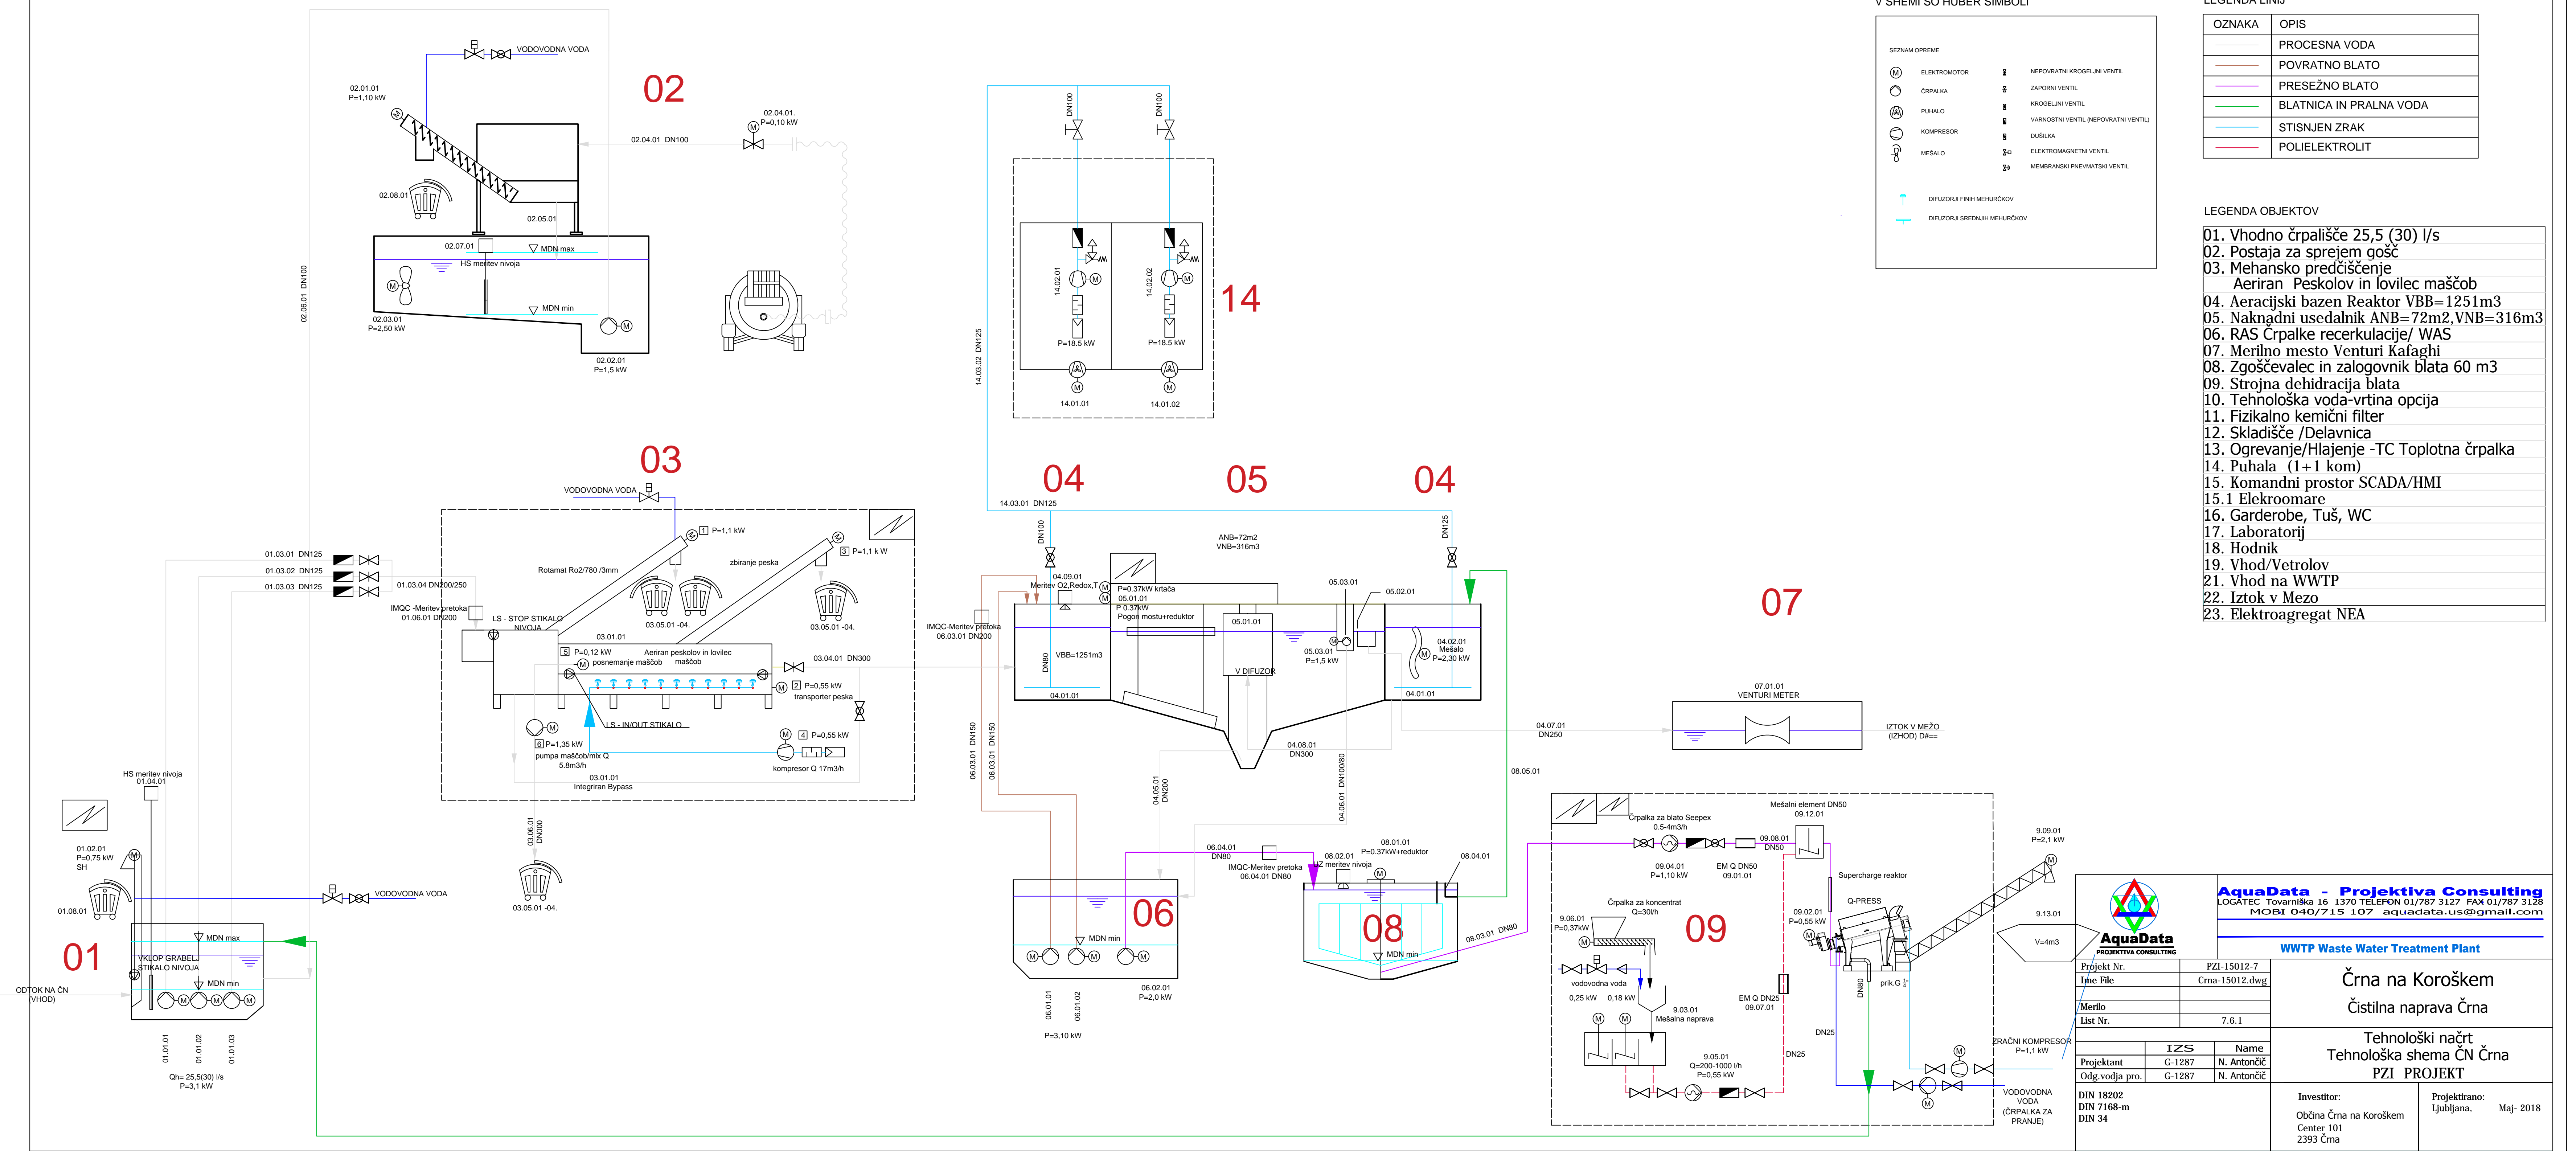 V SHEMI SO HUBER SIMBOLI
SEZNAM OPREME
ELEKTROMOTOR
ČRPALKA
PUHALO
KOMPRESOR
MEŠALO
NEPOVRATNI KROGELJNI VENTIL
ZAPORNI VENTIL
KROGELJNI VENTIL
VARNOSTNI VENTIL (NEPOVRATNI VENTIL)
DUŠILKA
ELEKTROMAGNETNI VENTIL
MEMBRANSKI PNEVMATSKI VENTIL
DIFUZORJI FINIH MEHURČKOV
DIFUZORJI SREDNJIH MEHURČKOV
LEGENDA LINIJ
OZNAKA OPIS
PROCESNA VODA
POVRATNO BLATO
PRESEŽNO BLATO
BLATNICA IN PRALNA VODA
STISNJEN ZRAK
POLIELEKTROLIT
LEGENDA OBJEKTOV
01. Vhodno črpališče 25,5 (30) l/s
02. Postaja za sprejem gošč
03. Mehansko predčiščenje
Aeriran Peskolov in lovilec maščob
04. Aeracijski bazen Reaktor VBB=1251m3
05. Naknadni usedalnik ANB=72m2,VNB=316m3
06. RAS Črpalke recerkulacije/ WAS
07. Merilno mesto Venturi Kafaghi
08. Zgoščevalec in zalogovnik blata 60 m3
09. Strojna dehidracija blata
10. Tehnološka voda-vrtina opcija
11. Fizikalno kemični filter
12. Skladišče /Delavnica
13. Ogrevanje/Hlajenje -TC Toplotna črpalka
14. Puhala (1+1 kom)
15. Komandni prostor SCADA/HMI
15.1 Elekroomare
16. Garderobe, Tuš, WC
17. Laboratorij
18. Hodnik
19. Vhod/Vetrolov
21. Vhod na WWTP
22. Iztok v Mezo
23. Elektroagregat NEA
02
VODOVODNA VODA
02.01.01
P=1,10 kW
M
02.08.01
02.04.01.
P=0,10 kW
M
02.04.01 DN100
02.05.01
02.07.01
MDN max
HS meritev nivoja
MDN min
M
02.03.01
P=2,50 kW
M
02.02.01
P=1,5 kW
02.06.01 DN100
14
DN100
DN100
14.02.01
M
14.02.02
M
P=18.5 kW
P=18.5 kW
M
M
14.01.01
14.01.02
14.03.02 DN125
14.03.01 DN125
03
VODOVODNA VODA
M
1 P=1,1 kW
M
3 P=1,1 k W
Rotamat Ro2/780 /3mm
zbiranje peska
01.03.01 DN125
01.03.02 DN125
01.03.03 DN125
01.03.04 DN200/250
IMQC -Meritev pretoka
01.06.01 DN200
LS - STOP STIKALO
NIVOJA
03.05.01 -04.
03.05.01 -04.
03.01.01
5 P=0,12 kW
M posnemanje maščob
Aeriran peskolov in lovilec
maščob
03.04.01 DN300
M 2 P=0,55 kW
transporter peska
LS - IN/OUT STIKALO
M
6 P=1,35 kW
pumpa maščob/mix Q
5.8m3/h
M
4 P=0,55 kW
kompresor Q 17m3/h
03.01.01
Integriran Bypass
03.06.01
DN000
03.05.01 -04.
04
05
04
DN100
DN125
ANB=72m2
VNB=316m3
04.09.01
Meritev O2,Redox,T
M
M
P=0.37kW krtača
05.01.01
P 0.37kW
Pogon mostu+reduktor
IMQC-Meritev pretoka
06.03.01 DN200
VBB=1251m3
DN80
04.01.01
05.01.01
V DIFUZOR
05.03.01
05.02.01
M
05.03.01
P=1,5 kW
M
04.02.01
Mešalo
P=2,30 kW
04.01.01
06.03.01 DN150
06.03.01 DN150
04.05.01
DN200
04.08.01
DN300
04.06.01 DN100/80
04.07.01
DN250
08.05.01
07
07.01.01
VENTURI METER
IZTOK V MEŽO
(IZHOD) D#==
01
HS meritev nivoja
01.04.01
01.02.01
P=0,75 kW
SH
M
01.08.01
VODOVODNA VODA
MDN max
VKLOP GRABELJ
STIKALO NIVOJA
MDN min
ODTOK NA ČN
(VHOD)
M
M
M
01.01.01
01.01.02
01.01.03
Qh= 25,5(30) l/s
P=3,1 kW
06
06.04.01
DN80
IMQC-Meritev pretoka
06.04.01 DN80
MDN min
M
M
M
06.02.01
P=2,0 kW
06.01.01
06.01.02
P=3,10 kW
08
08.01.01
P=0.37kW+reduktor
08.02.01
UZ meritev nivoja
M
08.04.01
MDN min
08.03.01 DN80
09
Črpalka za blato Seepex
0.5-4m3/h
09.04.01
P=1,10 kW
EM Q DN50
09.01.01
Mešalni element DN50
09.12.01
09.08.01
DN50
Črpalka za koncentrat
Q=30l/h
9.06.01
P=0,37kW
M
vodovodna voda
0,25 kW
0,18 kW
M
M
9.03.01
Mešalna naprava
9.05.01
Q=200-1000 l/h
P=0,55 kW
EM Q DN25
09.07.01
DN25
DN25
Supercharge reaktor
Q-PRESS
09.02.01
P=0,55 kW
M
DN80
prik.G ¾"
9.09.01
P=2,1 kW
M
9.13.01
V=4m3
ZRAČNI KOMPRESOR
P=1,1 kW
M
M
VODOVODNA
VODA
(ČRPALKA ZA
PRANJE)
AquaData
PROJEKTIVA CONSULTING
AquaData - Projektiva Consulting
LOGATEC Tovarniška 16 1370 TELEFON 01/787 3127 FAX 01/787 3128
MOBI 040/715 107 aquadata.us@gmail.com
WWTP Waste Water Treatment Plant
Projekt Nr. PZI-15012-7
Ime File Crna-15012.dwg
Merilo
List Nr. 7.6.1
IZS Name
Projektant G-1287 N. Antončič
Odg.vodja pro. G-1287 N. Antončič
DIN 18202
DIN 7168-m
DIN 34
Črna na Koroškem
Čistilna naprava Črna
Tehnološki načrt
Tehnološka shema ČN Črna
PZI PROJEKT
Investitor:
Občina Črna na Koroškem
Center 101
2393 Črna
Projektirano:
Ljubljana, Maj- 2018